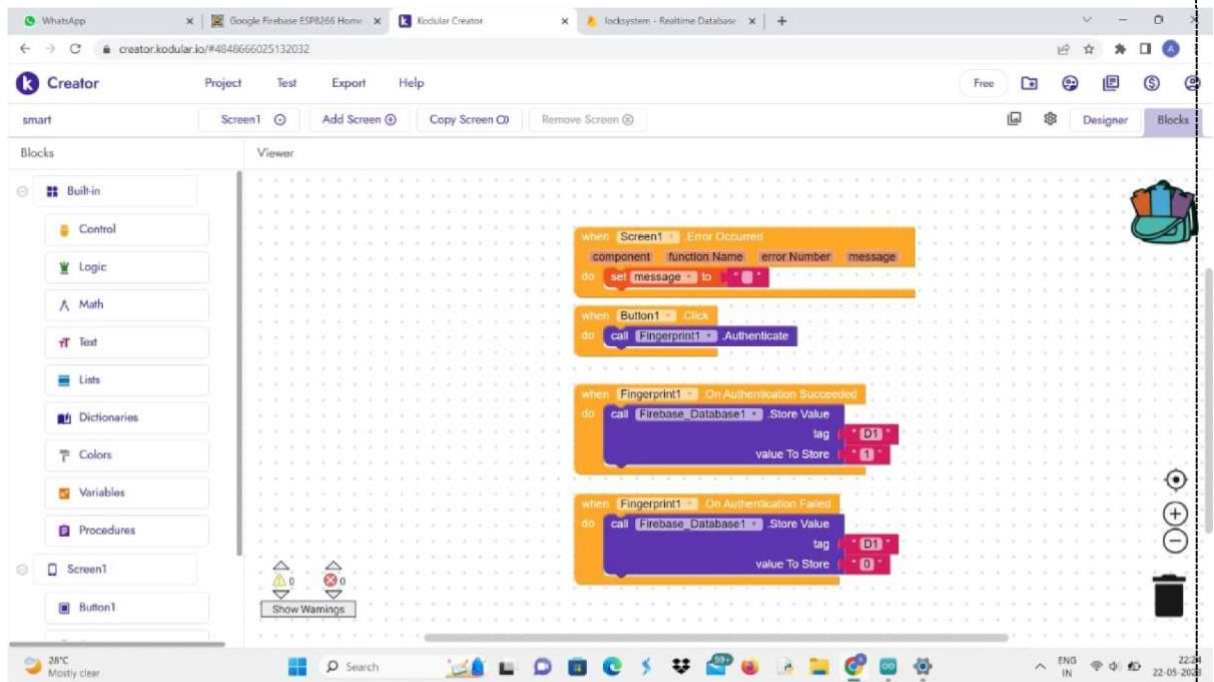 WhatsApp
Google Firebase ESP8266 Home
Kodular Creator
locksystem - Realtime Database
creator.kodular.io/#4848666025132032
Creator Project Test Export Help Free
smart Screen1 Add Screen Copy Screen Remove Screen Designer Blocks
Blocks Viewer
Built-in
Control
Logic
Math
Text
Lists
Dictionaries
Colors
Variables
Procedures
Screen1
Button1
when Screen1 .Error Occurred
component function Name error Number message
do set message to " "
when Button1 .Click
do call Fingerprint1 .Authenticate
when Fingerprint1 .On Authentication Succeeded
do call Firebase_Database1 .Store Value
tag " D1 "
value To Store " 1 "
when Fingerprint1 .On Authentication Failed
do call Firebase_Database1 .Store Value
tag " D1 "
value To Store " 0 "
0 0
Show Warnings
28°C
Mostly clear
Search
99+
ENG
IN
22:24
22-05-2023